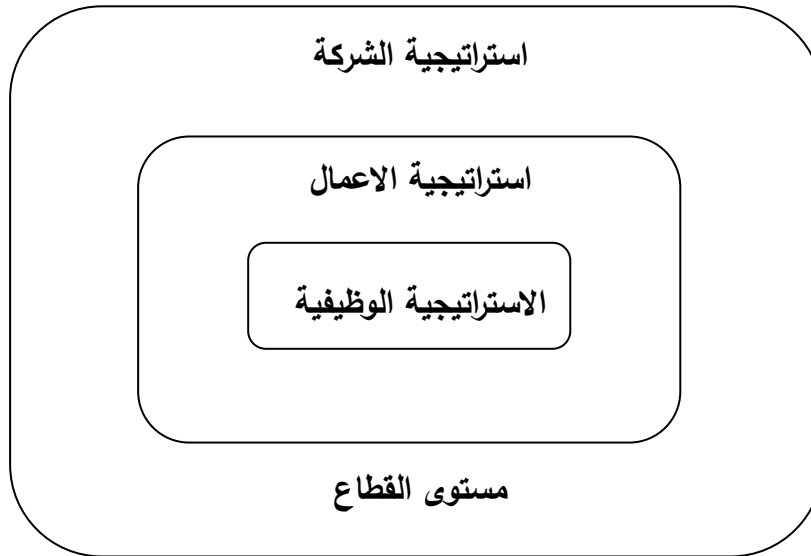 استراتيجية الشركة
استراتيجية الاعمال
الاستراتيجية الوظيفية
مستوى القطاع